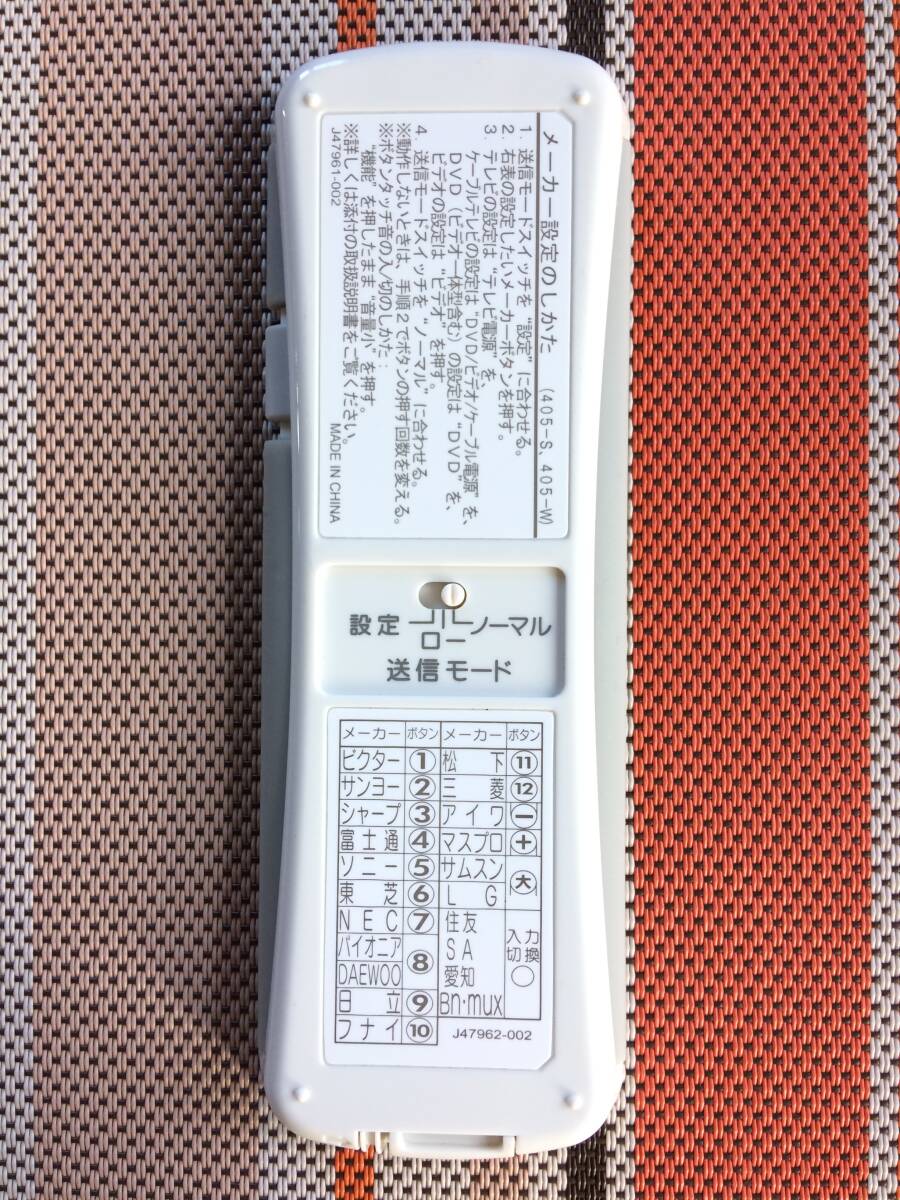 メーカー設定のしかた (405-S、405-W)
1. 送信モードスイッチを“設定”に合わせる。
2. 右表の設定したいメーカーボタンを押す。
3. テレビの設定は“テレビ電源”を、
ケーブルテレビの設定は“DVD/ビデオ/ケーブル電源”を、
DVD（ビデオ一体型含む）の設定は“DVD”を、
ビデオの設定は“ビデオ”を押す。
4. 送信モードスイッチを“ノーマル”に合わせる。
※動作しないときは、手順2でボタンの押す回数を変える。
※ボタンタッチ音の入/切のしかた：
“機能”を押したまま“音量小”を押す。
※詳しくは添付の取扱説明書をご覧ください。
J47961-002 MADE IN CHINA
設定 ロー ノーマル
送信モード
メーカー ボタン メーカー ボタン
ビクター ① 松下 ⑪
サンヨー ② 三菱 ⑫
シャープ ③ アイワ ⊖
富士通 ④ マスプロ ⊕
ソニー ⑤ サムスン 大
東芝 ⑥ LG
NEC ⑦ 住友 入力切換 ○
パイオニア ⑧ SA
DAEWOO 愛知
日立 ⑨ Bn・mux
フナイ ⑩ J47962-002